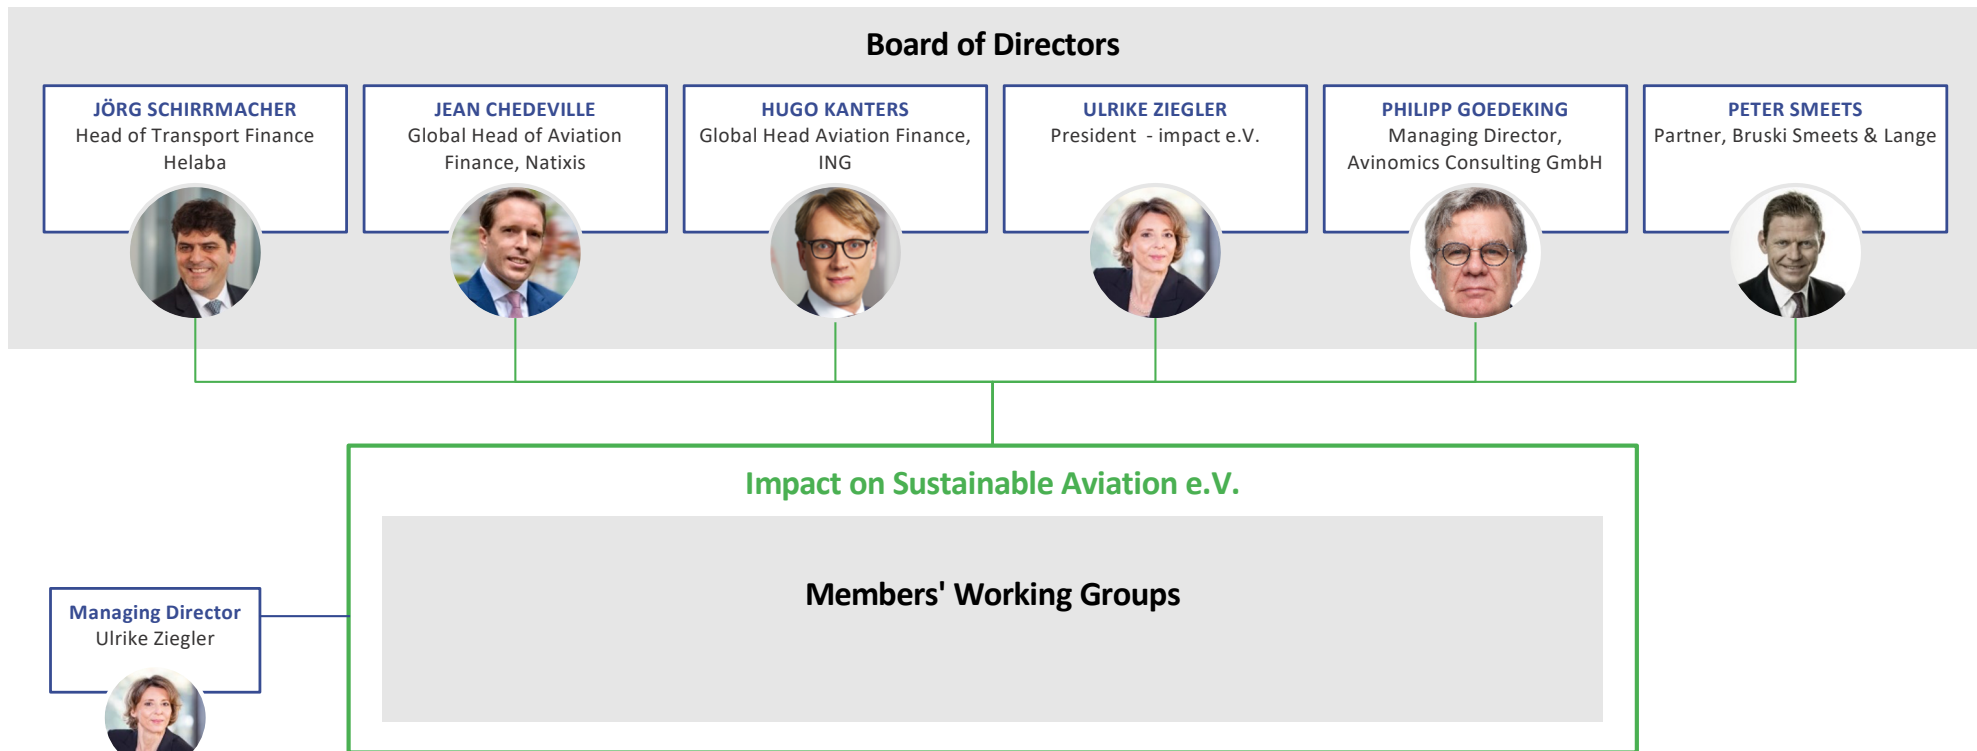 Board of Directors
JÖRG SCHIRRMACHER
Head of Transport Finance
Helaba
JEAN CHEDEVILLE
Global Head of Aviation
Finance, Natixis
HUGO KANTERS
Global Head Aviation Finance,
ING
ULRIKE ZIEGLER
President - impact e.V.
PHILIPP GOEDEKING
Managing Director,
Avinomics Consulting GmbH
PETER SMEETS
Partner, Bruski Smeets & Lange
Impact on Sustainable Aviation e.V.
Members' Working Groups
Managing Director
Ulrike Ziegler